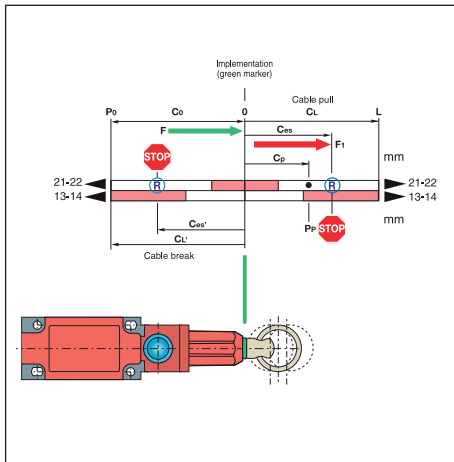 Implementation
(green marker)
Cable pull
P0 C0 0 CL L
F Ces
F1
STOP Cp mm
21-22 R R 21-22
13-14 13-14
mm
Ces' PP STOP
CL'
Cable break